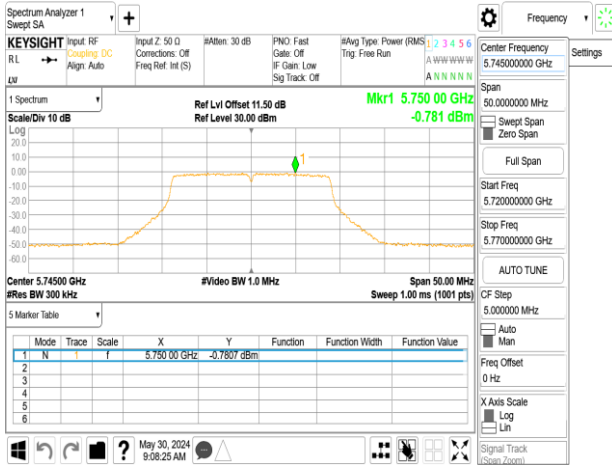 Spectrum Analyzer 1
Swept SA
Frequency
KEYSIGHT
RL
Input: RF
Coupling: DC
Align: Auto
Input Z: 50 Ω
Corrections: Off
Freq Ref: Int (S)
#Atten: 30 dB
PNO: Fast
Gate: Off
IF Gain: Low
Sig Track: Off
#Avg Type: Power (RMS
Trig: Free Run
1 2 3 4 5 6
A W W W W W
A N N N N N
1 Spectrum
Scale/Div 10 dB
Ref Lvl Offset 11.50 dB
Ref Level 30.00 dBm
Mkr1 5.750 00 GHz
-0.781 dBm
Log
20.0
10.0
0.00
-10.0
-20.0
-30.0
-40.0
-50.0
-60.0
1
Center 5.74500 GHz
#Res BW 300 kHz
#Video BW 1.0 MHz
Span 50.00 MHz
Sweep 1.00 ms (1001 pts)
5 Marker Table
Mode Trace Scale X Y Function Function Width Function Value
1 N 1 f 5.750 00 GHz -0.7807 dBm
2
3
4
5
6
?
May 30, 2024
9:08:25 AM
Center Frequency
5.745000000 GHz
Settings
Span
50.0000000 MHz
Swept Span
Zero Span
Full Span
Start Freq
5.720000000 GHz
Stop Freq
5.770000000 GHz
AUTO TUNE
CF Step
5.000000 MHz
Auto
Man
Freq Offset
0 Hz
X Axis Scale
Log
Lin
Signal Track
(Span Zoom)